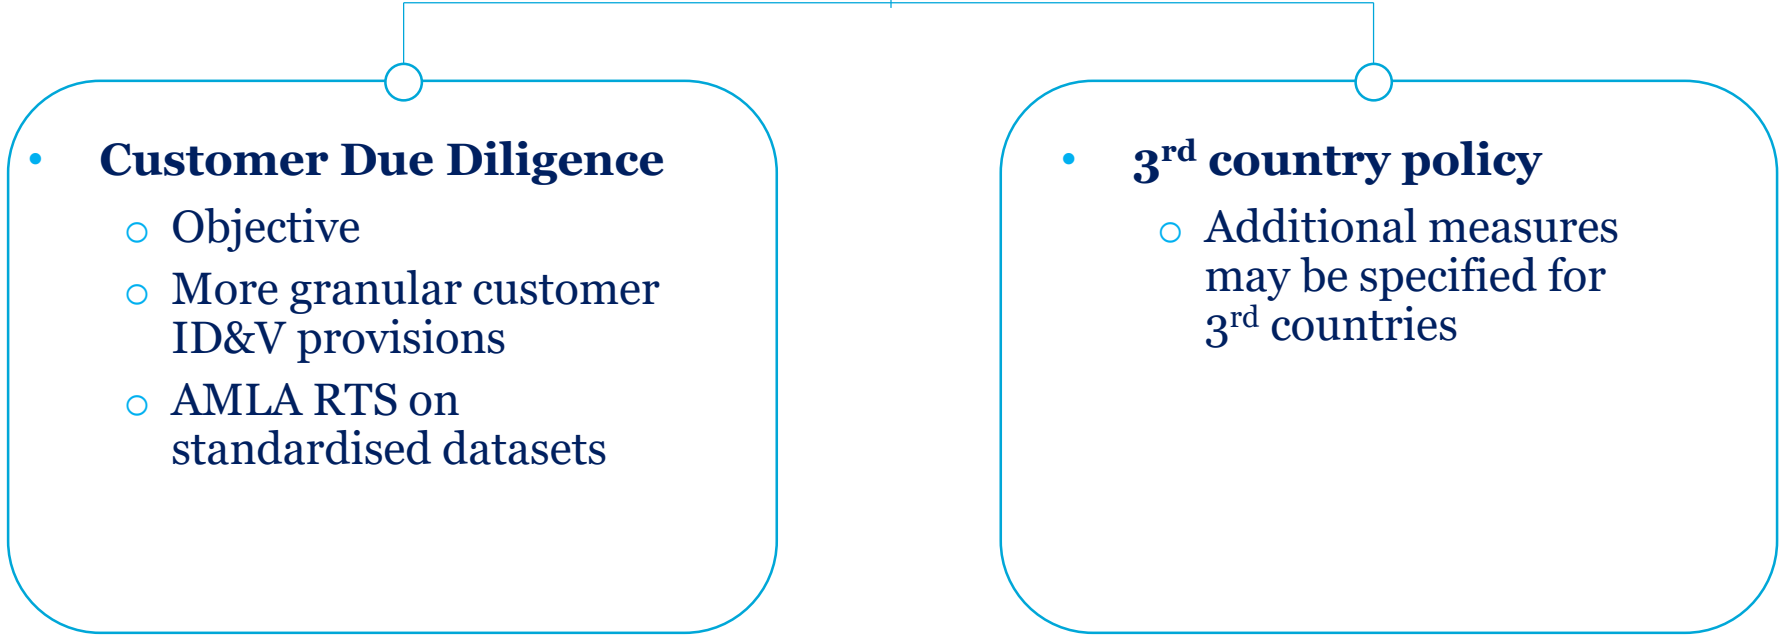 • Customer Due Diligence
o Objective
o More granular customer
ID&V provisions
o AMLA RTS on
standardised datasets
• 3rd country policy
o Additional measures
may be specified for
3rd countries